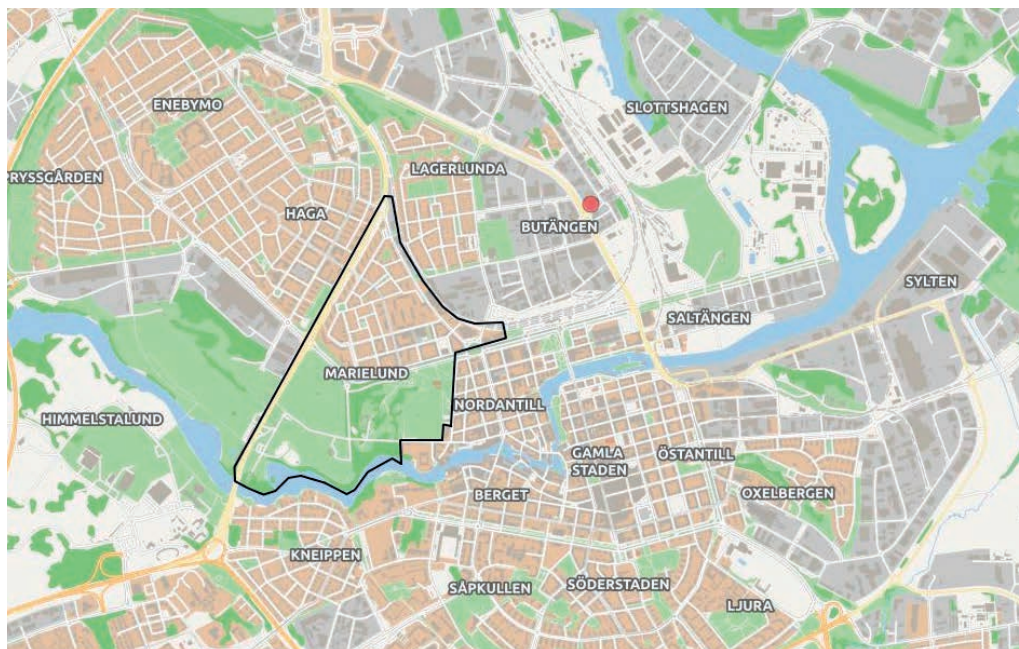 ENEBYMO
SLOTTSHAGEN
LAGERLUNDA
PRYSSGÅRDEN
HAGA
BUTÄNGEN
SYLTEN
SALTÄNGEN
MARIELUND
NORDANTILL
HIMMELSTALUND
GAMLA
STADEN
ÖSTANTILL
BERGET
OXELBERGEN
KNEIPPEN
SÅPKULLEN
SÖDERSTADEN
LJURA